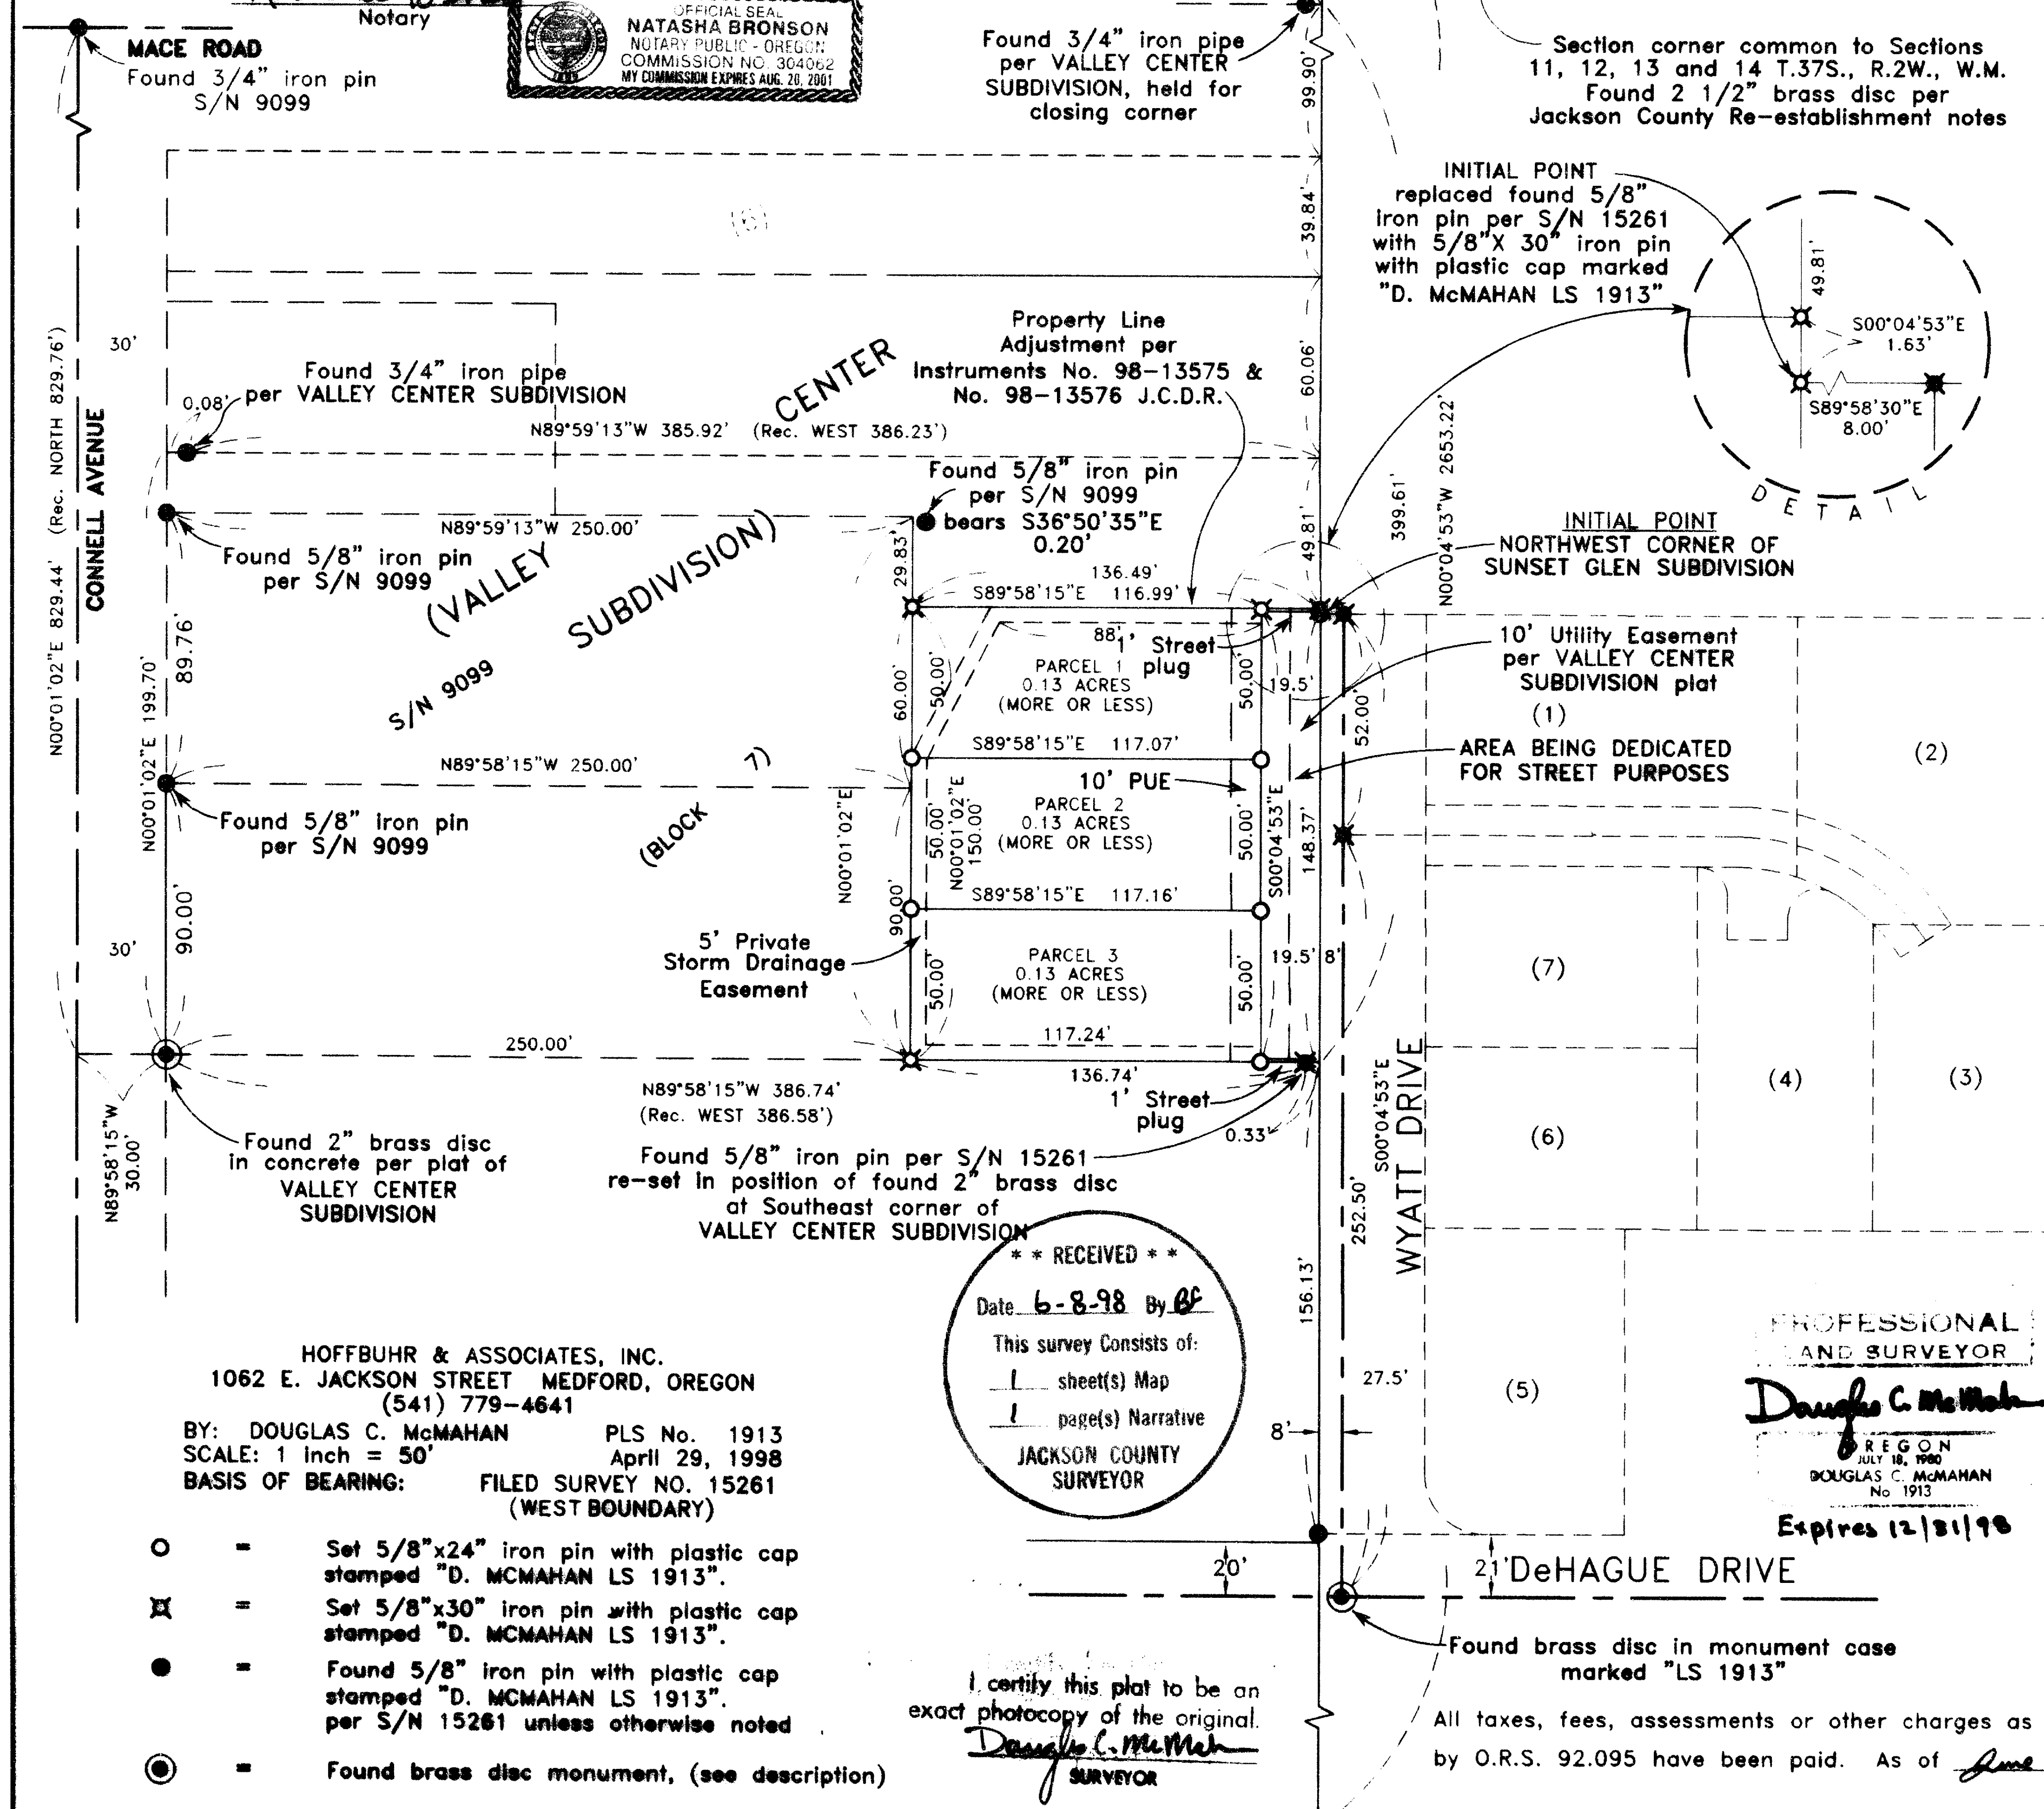 Notary
OFFICIAL SEAL
NATASHA BRONSON
NOTARY PUBLIC - OREGON
COMMISSION NO. 304062
MY COMMISSION EXPIRES AUG. 20, 2001
MACE ROAD
Found 3/4" iron pin
S/N 9099
Found 3/4" iron pipe
per VALLEY CENTER
SUBDIVISION, held for
closing corner
99.90'
Section corner common to Sections
11, 12, 13 and 14 T.37S., R.2W., W.M.
Found 2 1/2" brass disc per
Jackson County Re-establishment notes
INITIAL POINT
replaced found 5/8"
iron pin per S/N 15261
with 5/8"X 30" iron pin
with plastic cap marked
"D. McMAHAN LS 1913"
49.81'
S00°04'53"E
1.63'
S89°58'30"E
8.00'
DETAIL
(6)
39.84'
60.06'
49.81'
30'
N00°01'02"E 829.44' (Rec. NORTH 829.76')
CONNELL AVENUE
Found 3/4" iron pipe
per VALLEY CENTER SUBDIVISION
0.08'
Property Line
Adjustment per
Instruments No. 98-13575 &
No. 98-13576 J.C.D.R.
N89°59'13"W 385.92' (Rec. WEST 386.23')
Found 5/8" iron pin
per S/N 9099
bears S36°50'35"E
0.20'
N89°59'13"W 250.00'
Found 5/8" iron pin
per S/N 9099
(VALLEY CENTER
SUBDIVISION)
S/N 9099
(BLOCK 7)
29.83'
136.49'
S89°58'15"E 116.99'
399.61'
N00°04'53"W 2653.22'
INITIAL POINT
NORTHWEST CORNER OF
SUNSET GLEN SUBDIVISION
89.76'
N00°01'02"E 199.70'
60.00'
50.00'
88'
1' Street
plug
PARCEL 1
0.13 ACRES
(MORE OR LESS)
50.00'
19.5'
52.00'
10' Utility Easement
per VALLEY CENTER
SUBDIVISION plat
(1)
AREA BEING DEDICATED
FOR STREET PURPOSES
(2)
N89°58'15"W 250.00'
S89°58'15"E 117.07'
10' PUE
Found 5/8" iron pin
per S/N 9099
N00°01'02"E
50.00'
N00°01'02"E
150.00'
PARCEL 2
0.13 ACRES
(MORE OR LESS)
50.00'
S00°04'53"E
148.37'
S89°58'15"E 117.16'
90.00'
90.00'
30'
5' Private
Storm Drainage
Easement
50.00'
PARCEL 3
0.13 ACRES
(MORE OR LESS)
50.00'
19.5'
8'
(7)
117.24'
250.00'
136.74'
N89°58'15"W 386.74'
(Rec. WEST 386.58')
1' Street
plug
0.33'
(4)
(3)
(6)
S00°04'53"E
252.50'
WYATT DRIVE
N89°58'15"W
30.00'
Found 2" brass disc
in concrete per plat of
VALLEY CENTER
SUBDIVISION
Found 5/8" iron pin per S/N 15261
re-set in position of found 2" brass disc
at Southeast corner of
VALLEY CENTER SUBDIVISION
* * RECEIVED * *
Date 6-8-98 By
This survey Consists of:
1 sheet(s) Map
1 page(s) Narrative
JACKSON COUNTY
SURVEYOR
156.13'
27.5'
8'
(5)
HOFFBUHR & ASSOCIATES, INC.
1062 E. JACKSON STREET MEDFORD, OREGON
(541) 779-4641
BY: DOUGLAS C. McMAHAN PLS No. 1913
SCALE: 1 inch = 50' April 29, 1998
BASIS OF BEARING: FILED SURVEY NO. 15261
(WEST BOUNDARY)
PROFESSIONAL
LAND SURVEYOR
Douglas C. McMahan
OREGON
JULY 18, 1980
DOUGLAS C. McMAHAN
No 1913
Expires 12/31/98
= Set 5/8"x24" iron pin with plastic cap
stamped "D. MCMAHAN LS 1913".
= Set 5/8"x30" iron pin with plastic cap
stamped "D. MCMAHAN LS 1913".
= Found 5/8" iron pin with plastic cap
stamped "D. MCMAHAN LS 1913".
per S/N 15261 unless otherwise noted
= Found brass disc monument, (see description)
20'
21'
DeHAGUE DRIVE
Found brass disc in monument case
marked "LS 1913"
I certify this plat to be an
exact photocopy of the original.
Douglas C. McMahan
SURVEYOR
All taxes, fees, assessments or other charges as
by O.R.S. 92.095 have been paid. As of June